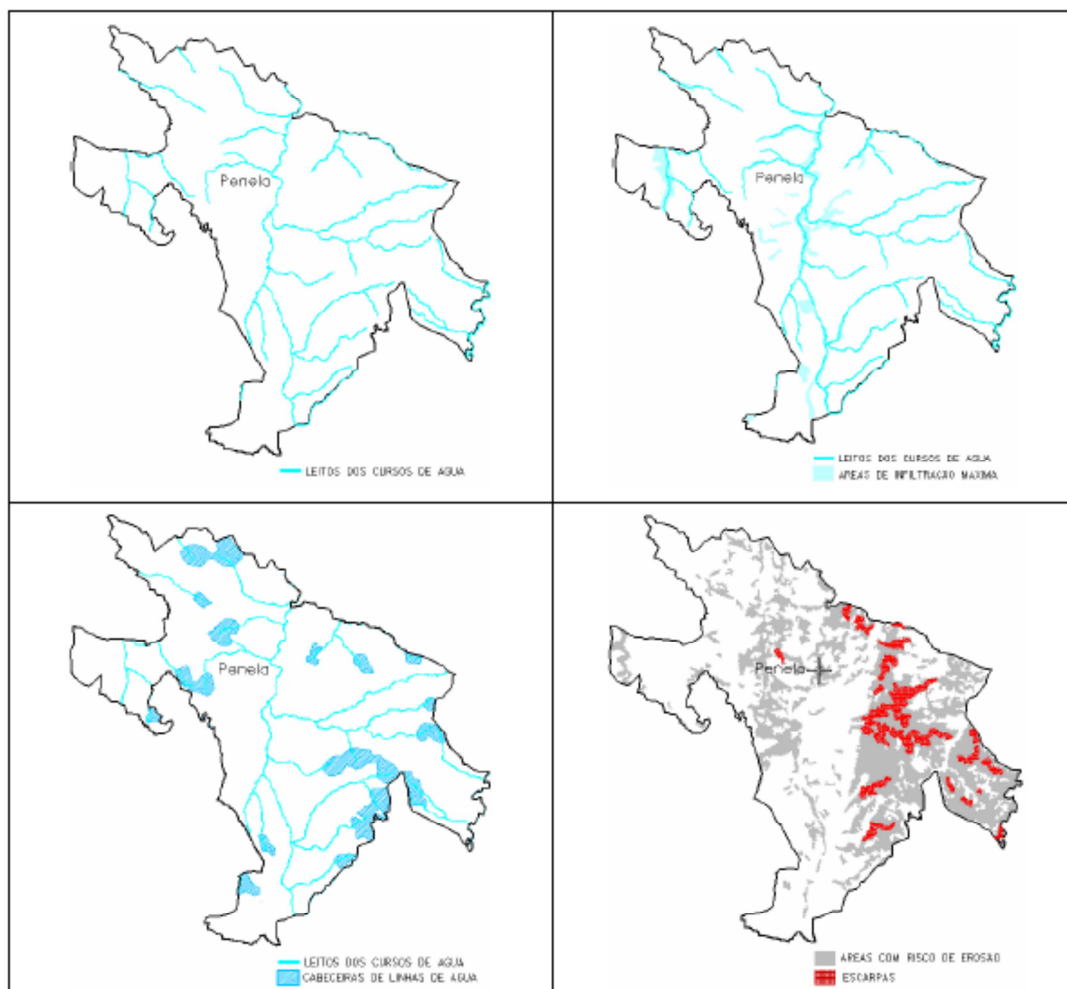 Penela
LEITOS DOS CURSOS DE AGUA
Penela
LEITOS DOS CURSOS DE AGUA
AREAS DE INFILTRAÇAO MAXIMA
Penela
LEITOS DOS CURSOS DE AGUA
CABECEIRAS DE LINHAS DE AGUA
Penela
AREAS COM RISCO DE EROSAO
ESCARPAS